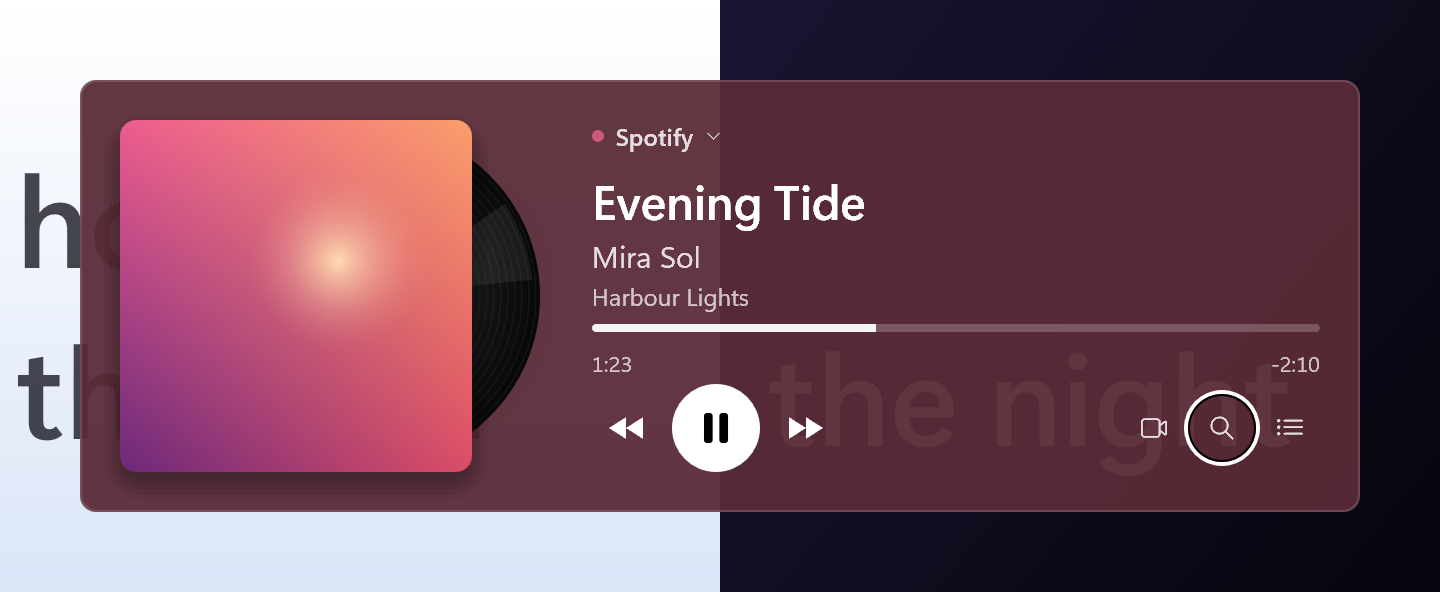 Spotify
Evening Tide
Mira Sol
Harbour Lights
1:23
-2:10
the night